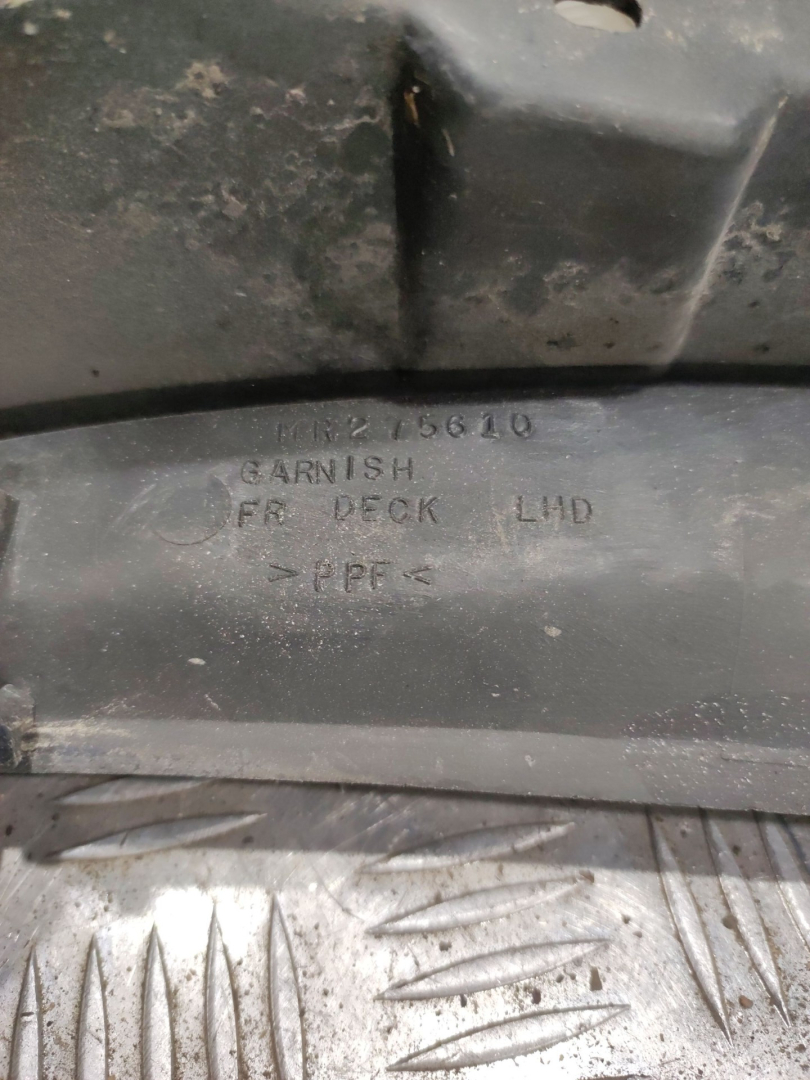 MR275610
GARNISH
FR DECK LHD
>PPF<